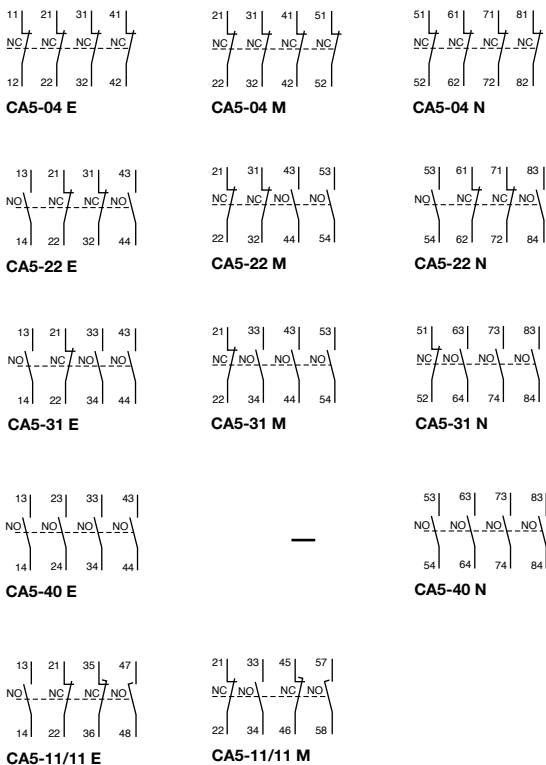 11 21 31 41
NC NC NC NC
12 22 32 42
CA5-04 E
21 31 41 51
NC NC NC NC
22 32 42 52
CA5-04 M
51 61 71 81
NC NC NC NC
52 62 72 82
CA5-04 N
13 21 31 43
NO NC NC NO
14 22 32 44
CA5-22 E
21 31 43 53
NC NC NO NO
22 32 44 54
CA5-22 M
53 61 71 83
NO NC NC NO
54 62 72 84
CA5-22 N
13 21 33 43
NO NC NO NO
14 22 34 44
CA5-31 E
21 33 43 53
NC NO NO NO
22 34 44 54
CA5-31 M
51 63 73 83
NC NO NO NO
52 64 74 84
CA5-31 N
13 23 33 43
NO NO NO NO
14 24 34 44
CA5-40 E
—
53 63 73 83
NO NO NO NO
54 64 74 84
CA5-40 N
13 21 35 47
NO NC NC NO
14 22 36 48
CA5-11/11 E
21 33 45 57
NC NO NC NO
22 34 46 58
CA5-11/11 M